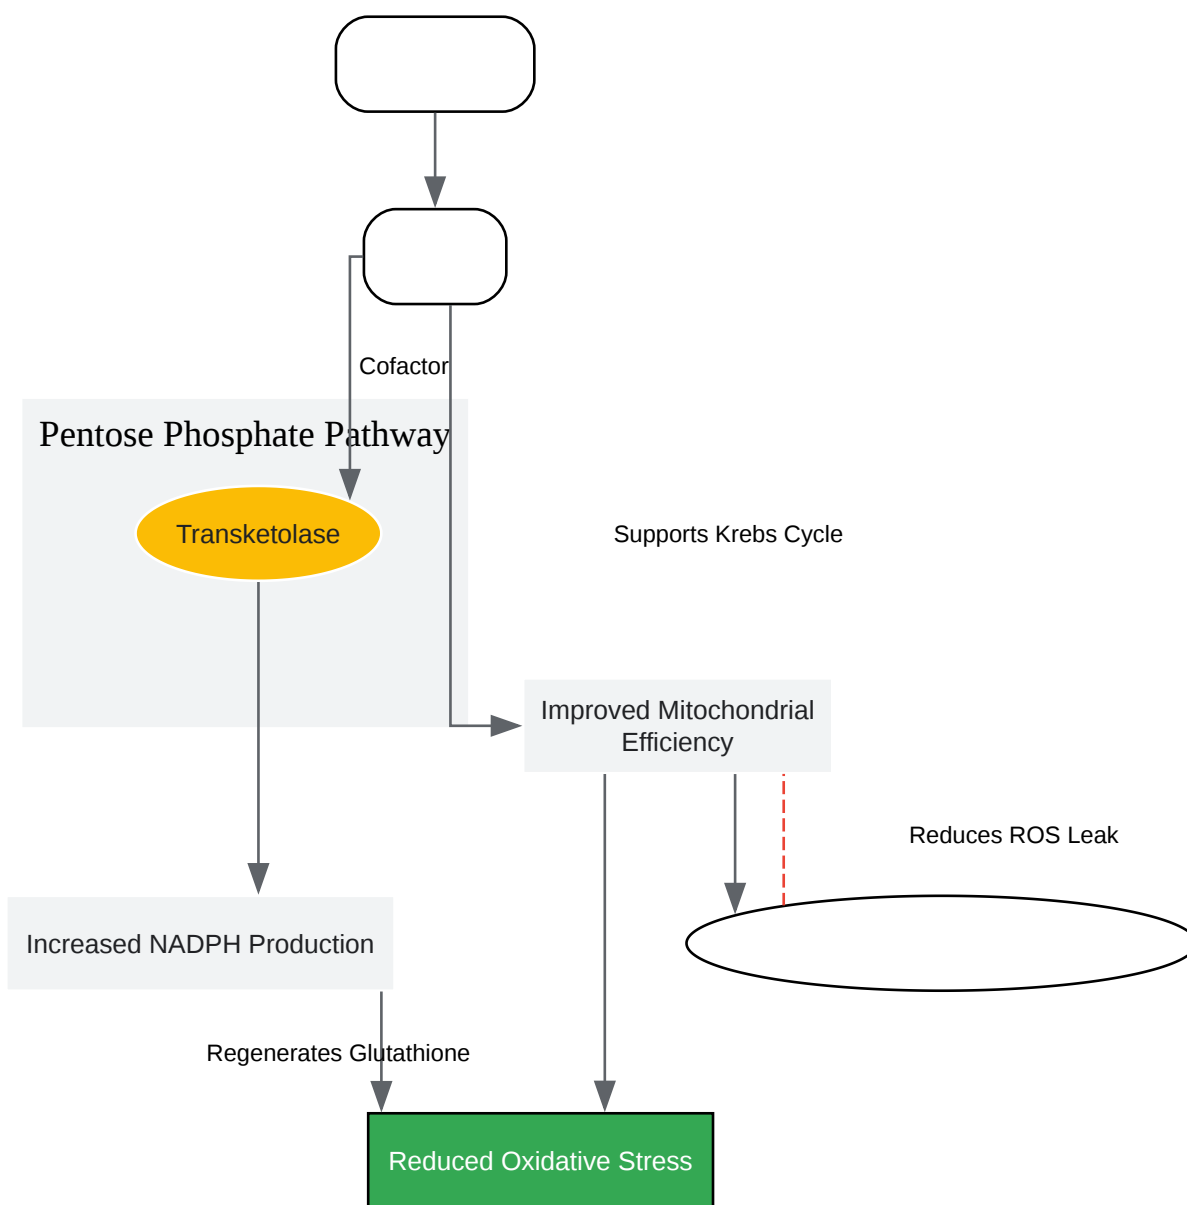 Cofactor
Pentose Phosphate Pathway
Transketolase
Supports Krebs Cycle
Improved Mitochondrial
Efficiency
Reduces ROS Leak
Increased NADPH Production
Regenerates Glutathione
Reduced Oxidative Stress